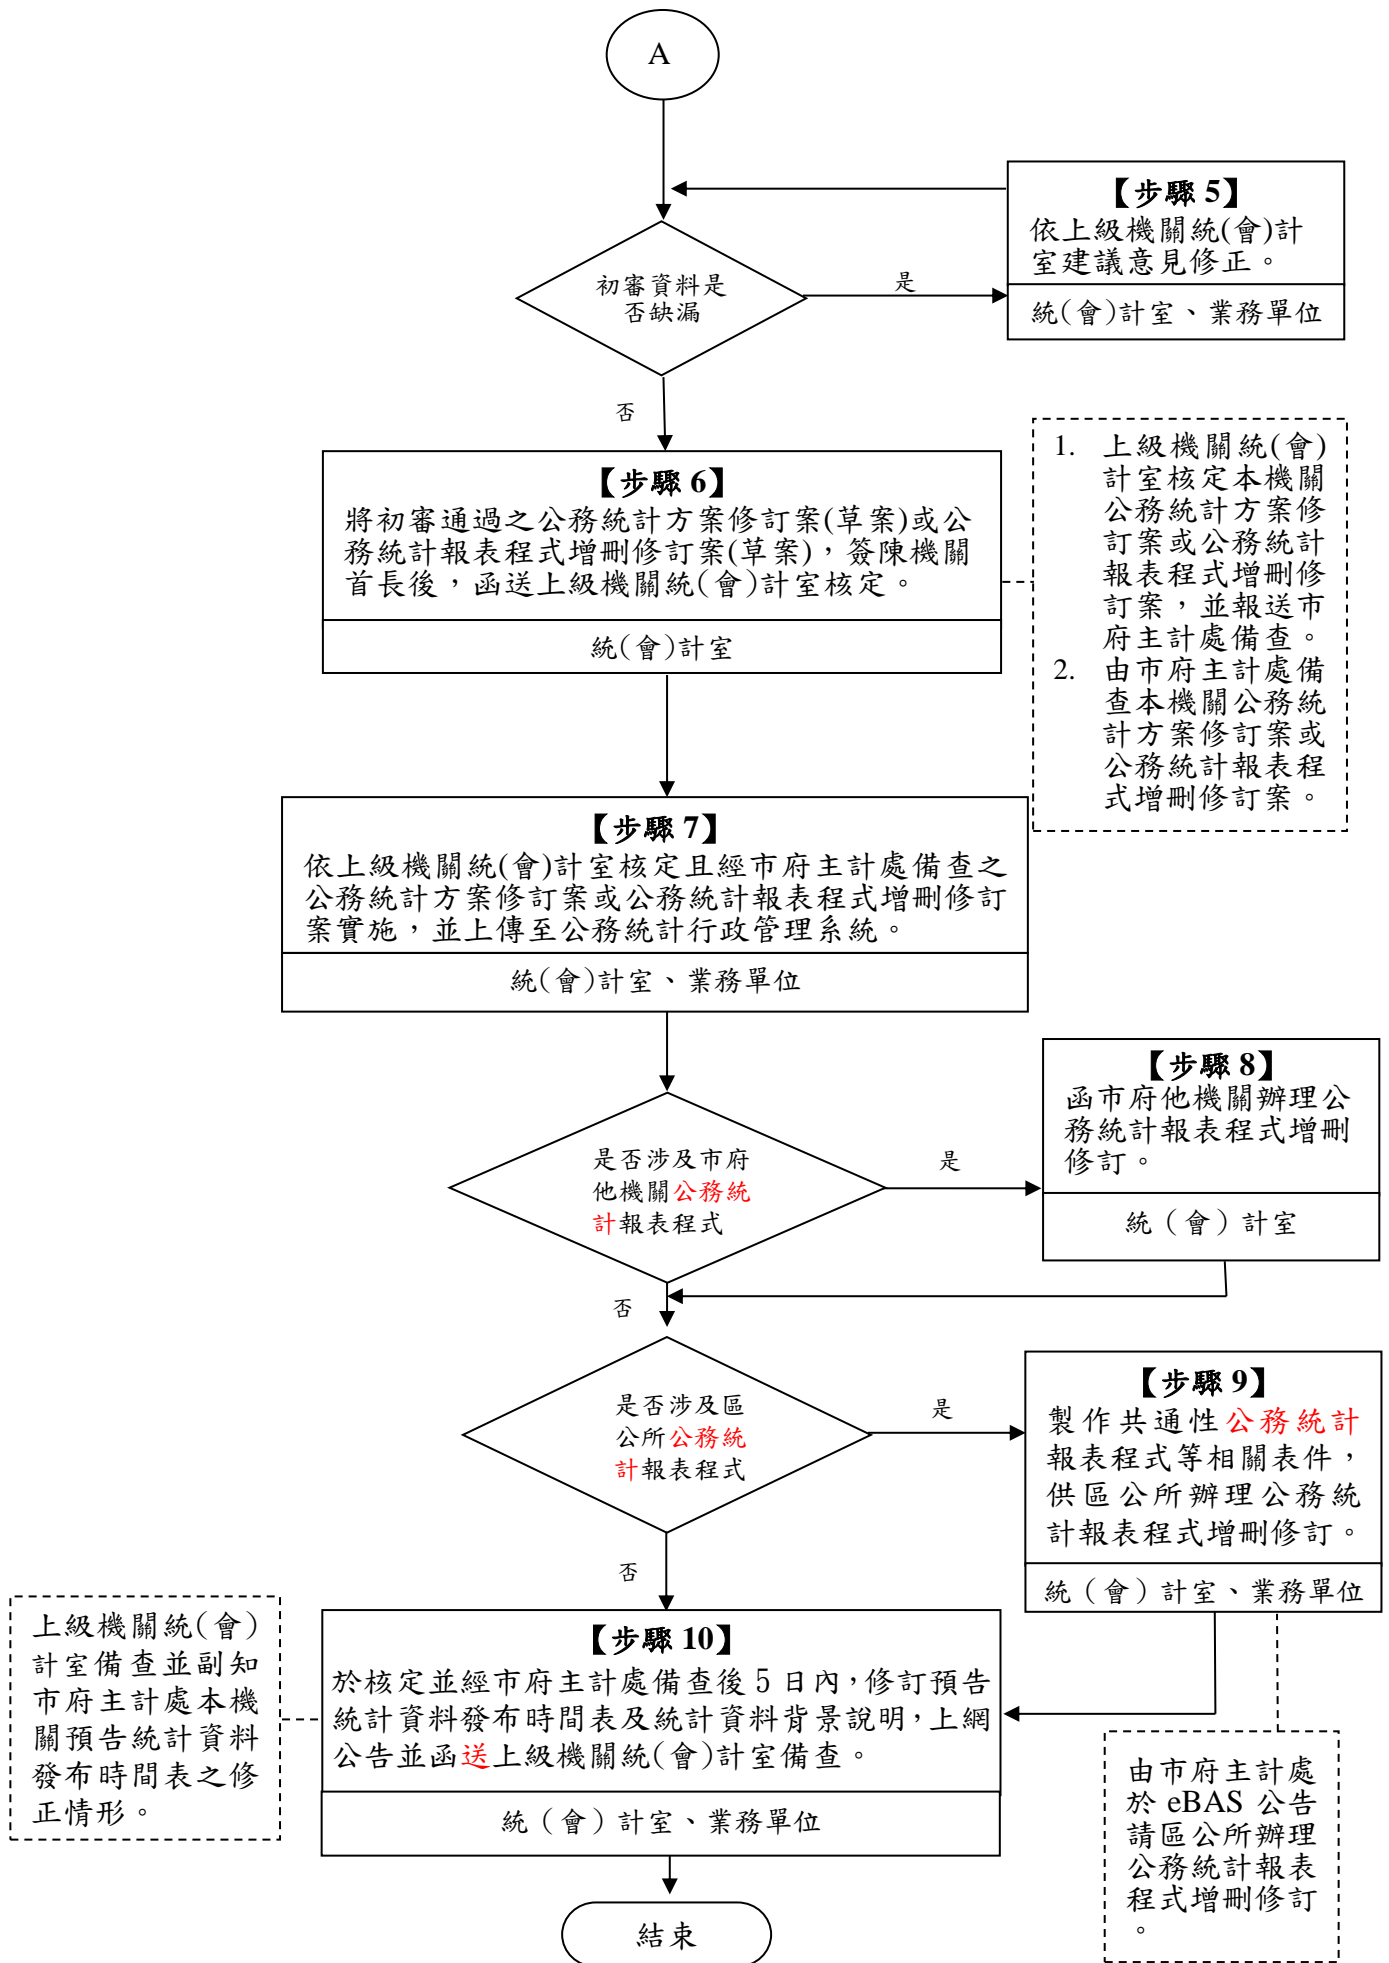 A
【步驟 5】
依上級機關統(會)計
室建議意見修正。
統(會)計室、業務單位
初審資料是
否缺漏
是
否
1. 上級機關統(會)
計室核定本機關
公務統計方案修
訂案或公務統計
報表程式增刪修
訂案，並報送市
府主計處備查。
2. 由市府主計處備
查本機關公務統
計方案修訂案或
公務統計報表程
式增刪修訂案。
【步驟 6】
將初審通過之公務統計方案修訂案(草案)或公
務統計報表程式增刪修訂案(草案)，簽陳機關
首長後，函送上級機關統(會)計室核定。
統(會)計室
【步驟 7】
依上級機關統(會)計室核定且經市府主計處備查之
公務統計方案修訂案或公務統計報表程式增刪修訂
案實施，並上傳至公務統計行政管理系統。
統(會)計室、業務單位
【步驟 8】
函市府他機關辦理公
務統計報表程式增刪
修訂。
統（會）計室
是否涉及市府
他機關公務統
計報表程式
是
否
【步驟 9】
製作共通性公務統計
報表程式等相關表件，
供區公所辦理公務統
計報表程式增刪修訂。
統（會）計室、業務單位
是否涉及區
公所公務統
計報表程式
是
否
上級機關統(會)
計室備查並副知
市府主計處本機
關預告統計資料
發布時間表之修
正情形。
【步驟 10】
於核定並經市府主計處備查後 5 日內，修訂預告
統計資料發布時間表及統計資料背景說明，上網
公告並函送上級機關統(會)計室備查。
統（會）計室、業務單位
由市府主計處
於 eBAS 公告
請區公所辦理
公務統計報表
程式增刪修訂
。
結束